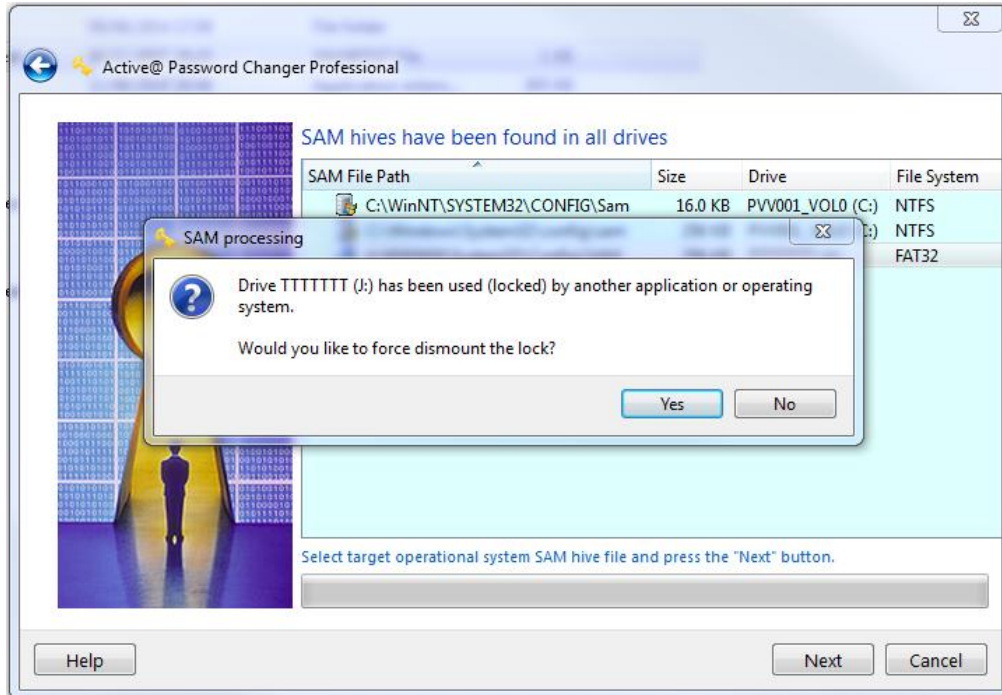 Active@ Password Changer Professional
SAM hives have been found in all drives
SAM File Path Size Drive File System
C:\WinNT\SYSTEM32\CONFIG\Sam 16.0 KB PVV001_VOL0 (C:) NTFS
C:) NTFS
FAT32
SAM processing
Drive TTTTTTT (J:) has been used (locked) by another application or operating
system.
Would you like to force dismount the lock?
Yes No
Select target operational system SAM hive file and press the "Next" button.
Help Next Cancel